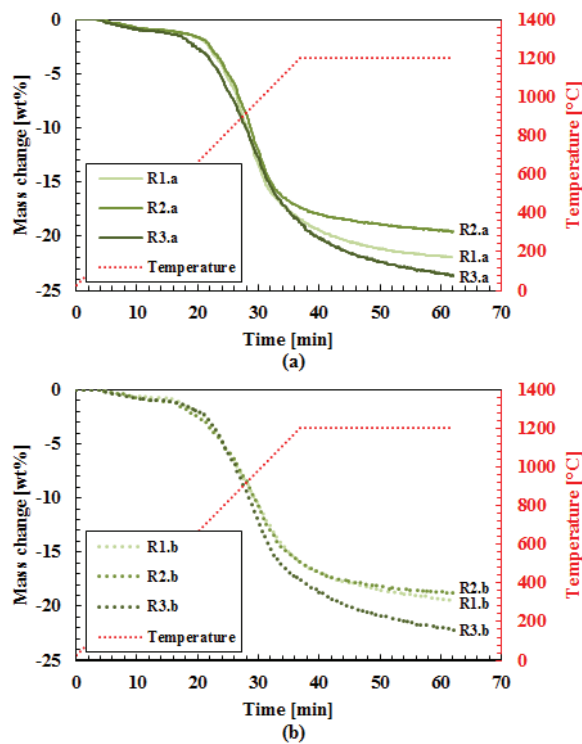 0
-5
-10
-15
-20
-25
Mass change [wt%]
R1.a
R2.a
R3.a
Temperature
R2.a
R1.a
R3.a
1400
1200
1000
800
600
400
200
0
Temperature [°C]
0 10 20 30 40 50 60 70
Time [min]
(a)
0
-5
-10
-15
-20
-25
Mass change [wt%]
R1.b
R2.b
R3.b
Temperature
R2.b
R1.b
R3.b
1400
1200
1000
800
600
400
200
0
Temperature [°C]
0 10 20 30 40 50 60 70
Time [min]
(b)